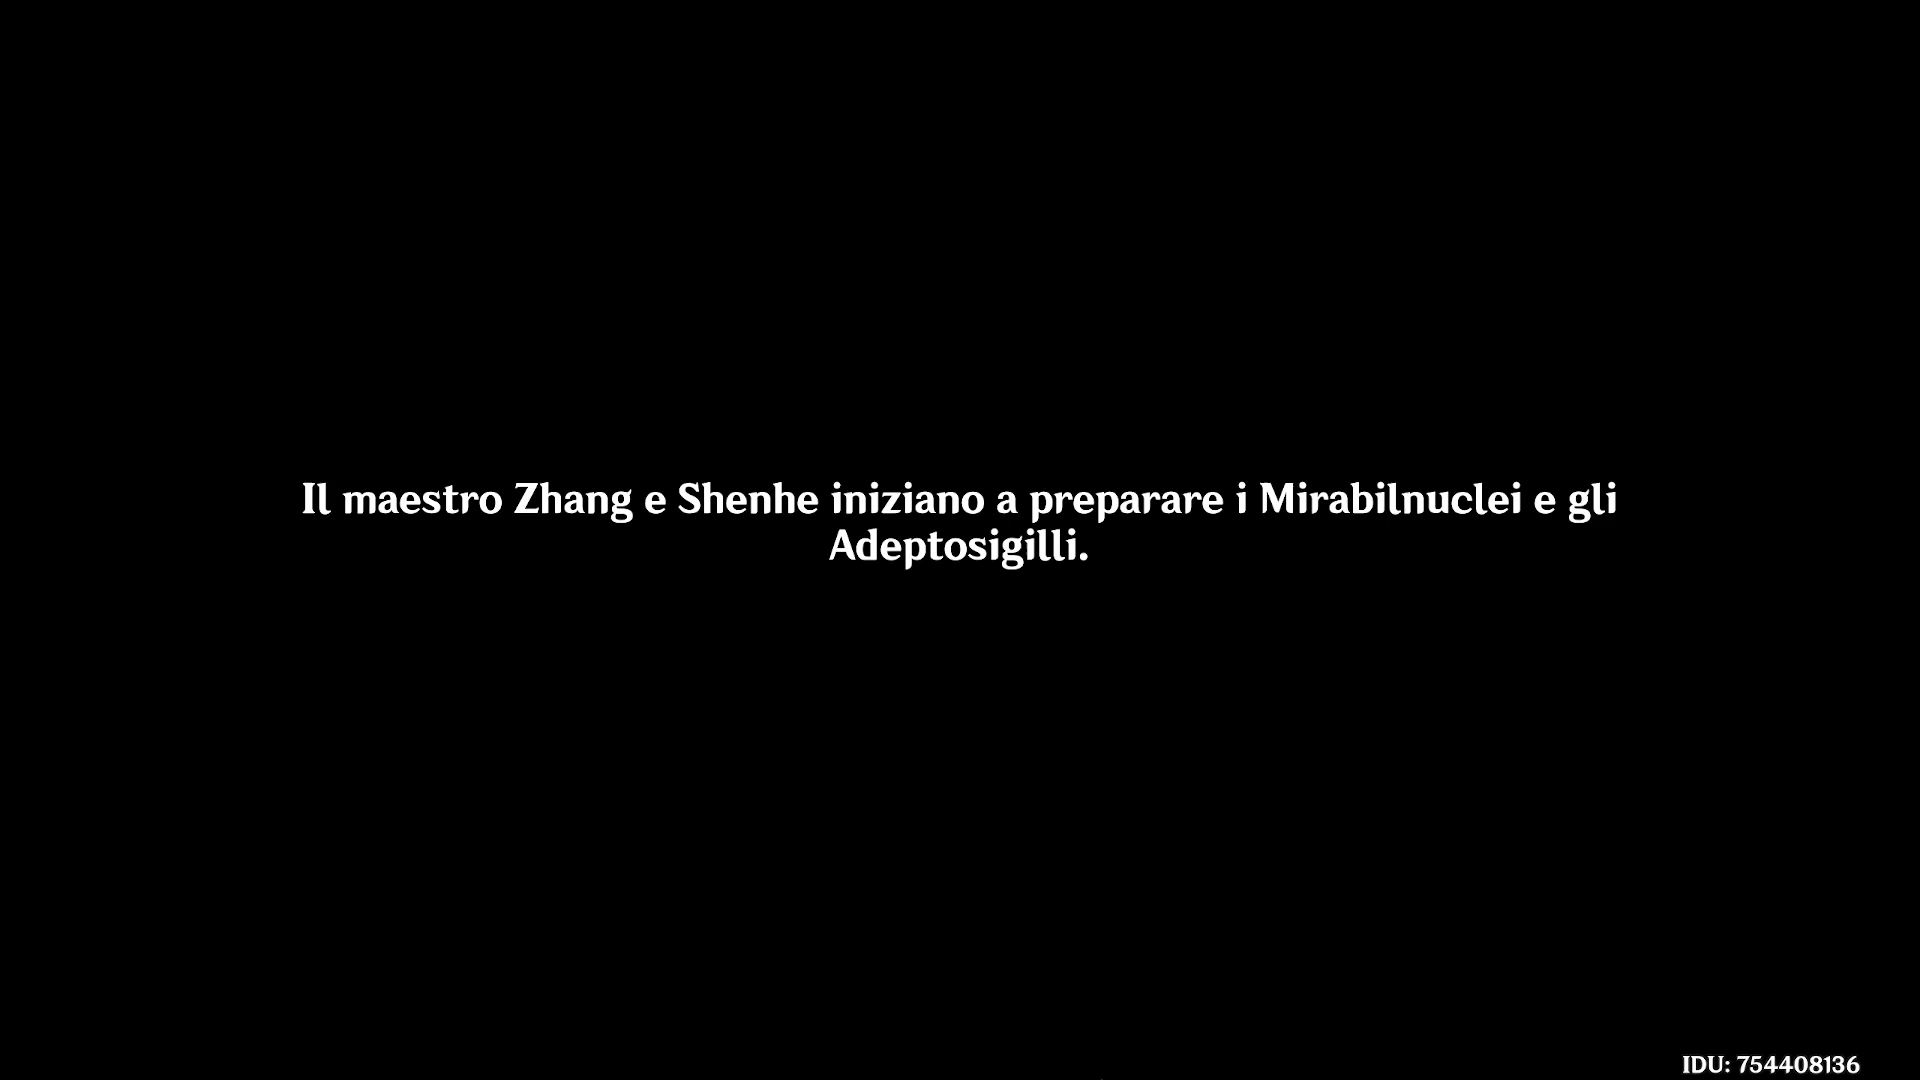 Il maestro Zhang e Shenhe iniziano a preparare i Mirabilnuclei e gli
Adeptosigilli.
IDU: 754408136